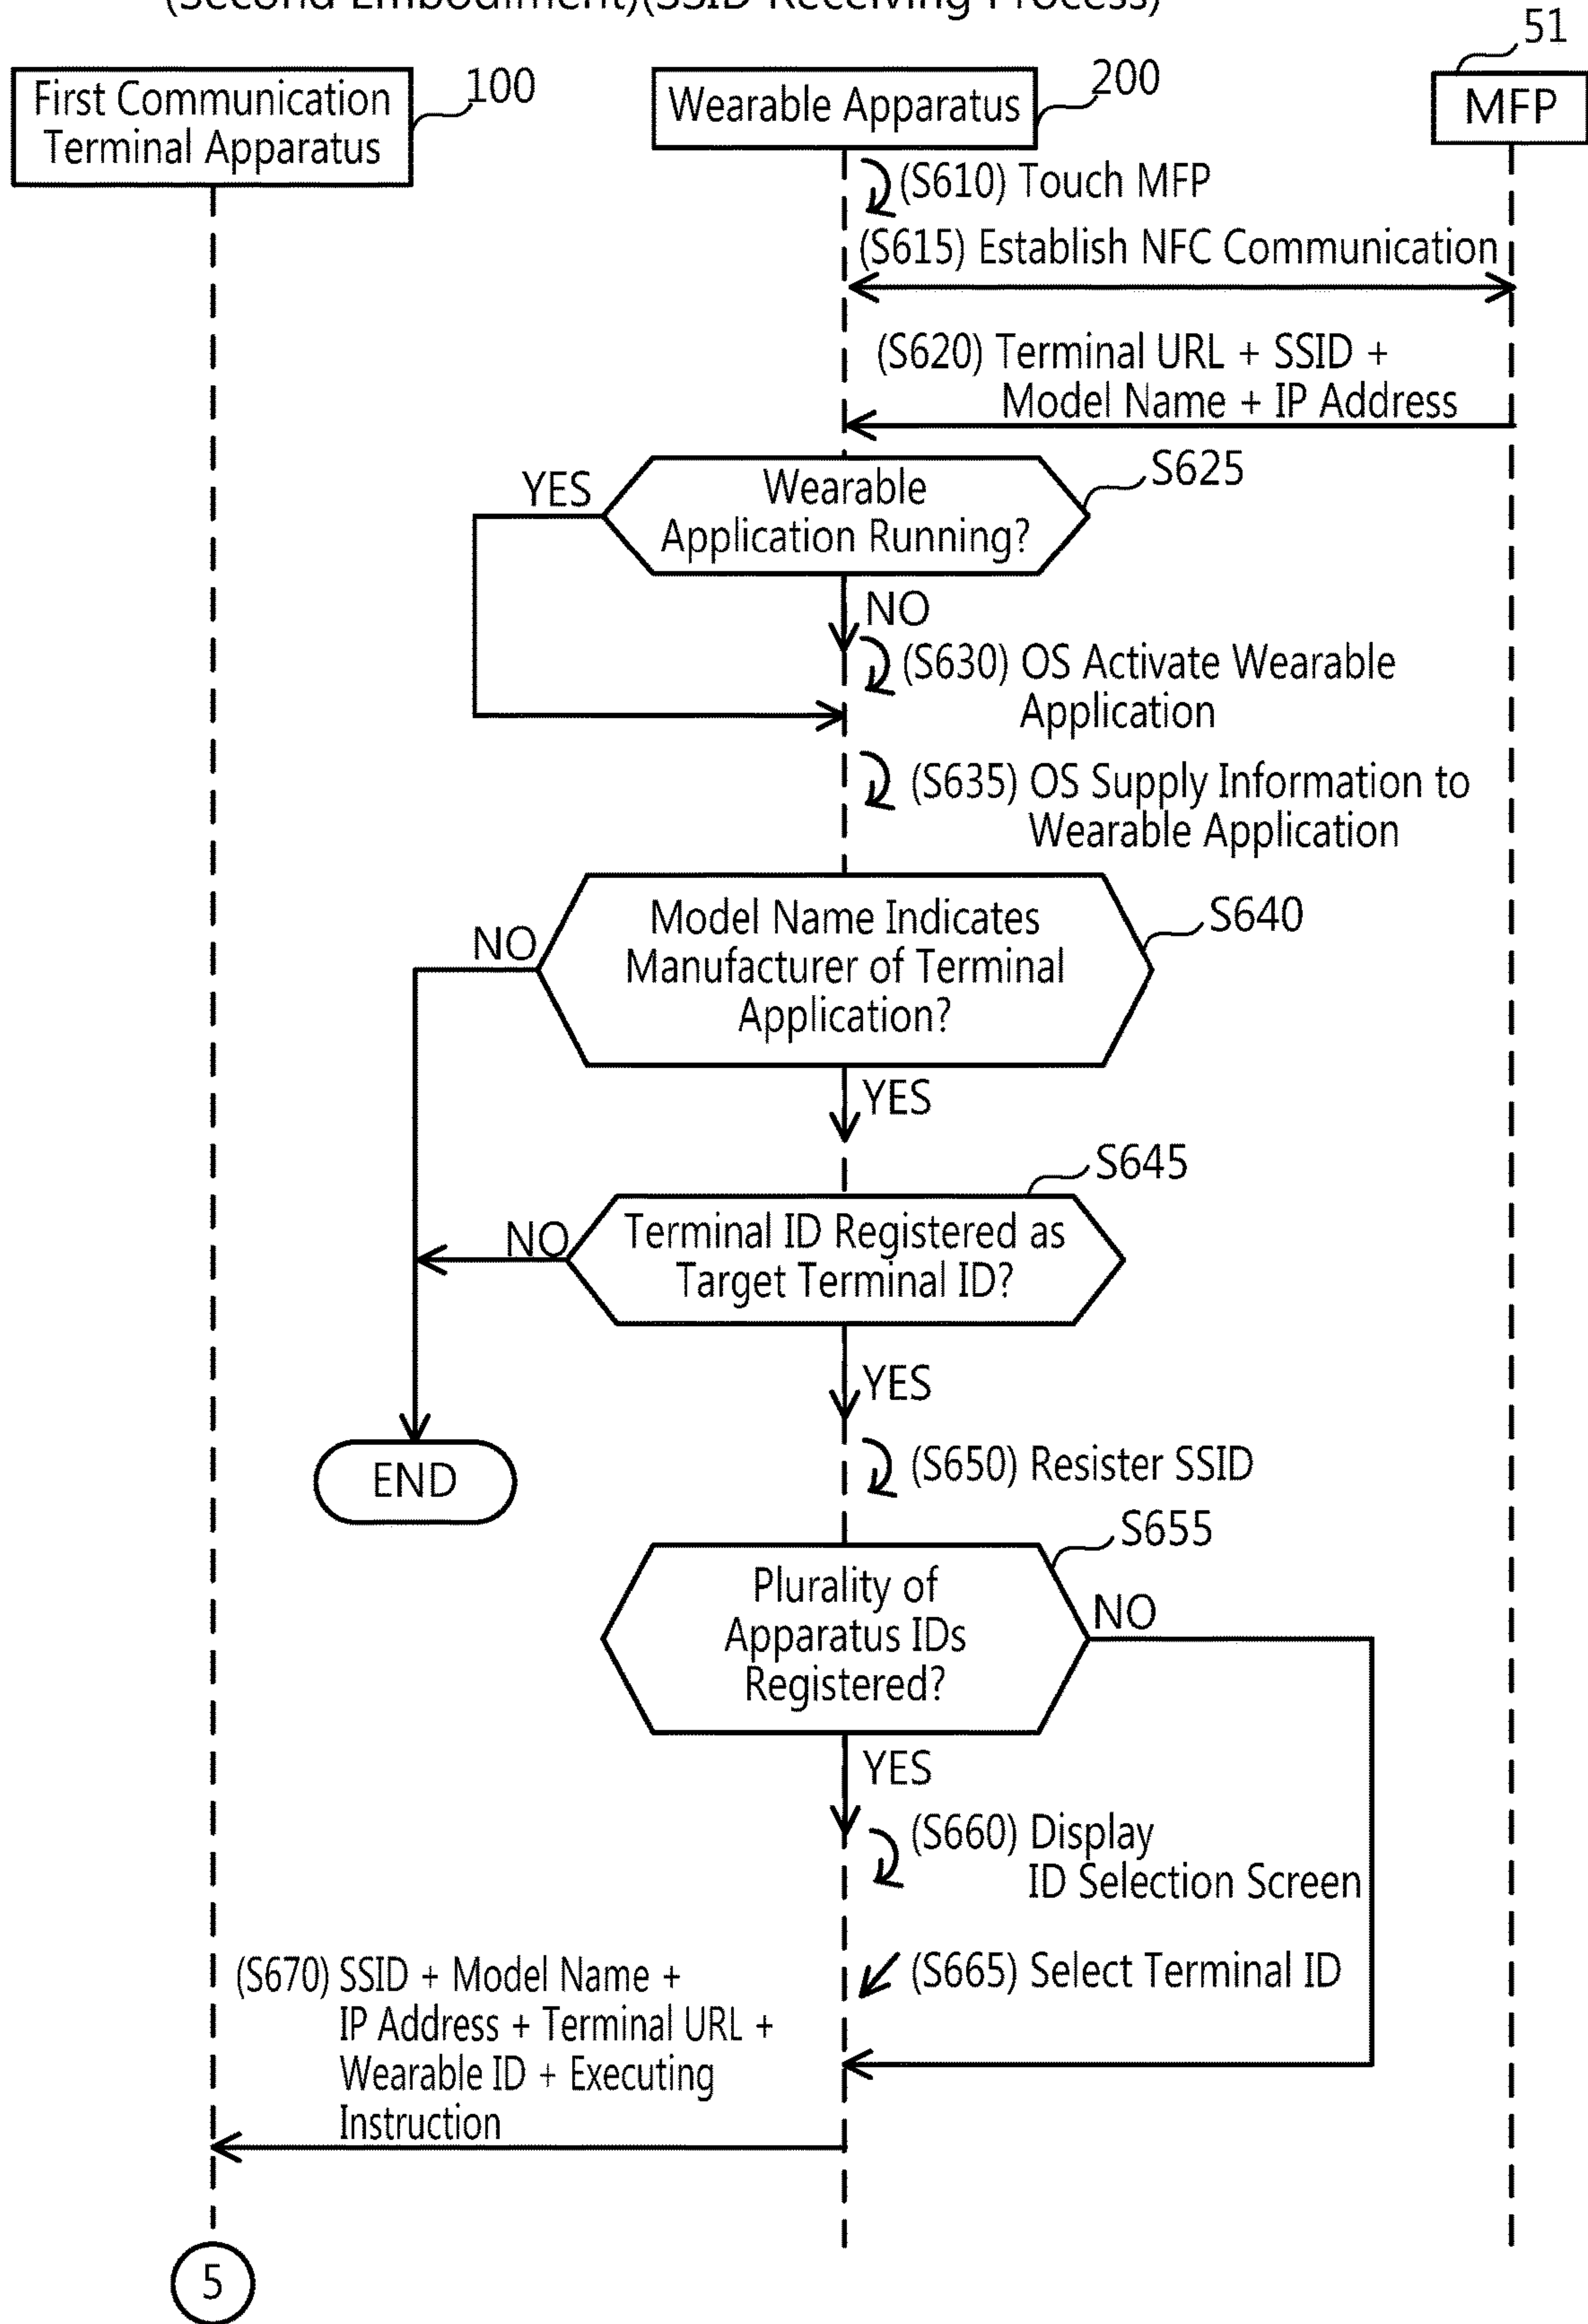 (Second Embodiment)(SSID Receiving Process)
51
First Communication
Terminal Apparatus
100
Wearable Apparatus
200
MFP
(S610) Touch MFP
(S615) Establish NFC Communication
(S620) Terminal URL + SSID +
Model Name + IP Address
S625
YES
Wearable
Application Running?
NO
(S630) OS Activate Wearable
Application
(S635) OS Supply Information to
Wearable Application
S640
NO
Model Name Indicates
Manufacturer of Terminal
Application?
YES
S645
NO
Terminal ID Registered as
Target Terminal ID?
YES
END
(S650) Resister SSID
S655
Plurality of
Apparatus IDs
Registered?
NO
YES
(S660) Display
ID Selection Screen
(S665) Select Terminal ID
(S670) SSID + Model Name +
IP Address + Terminal URL +
Wearable ID + Executing
Instruction
5